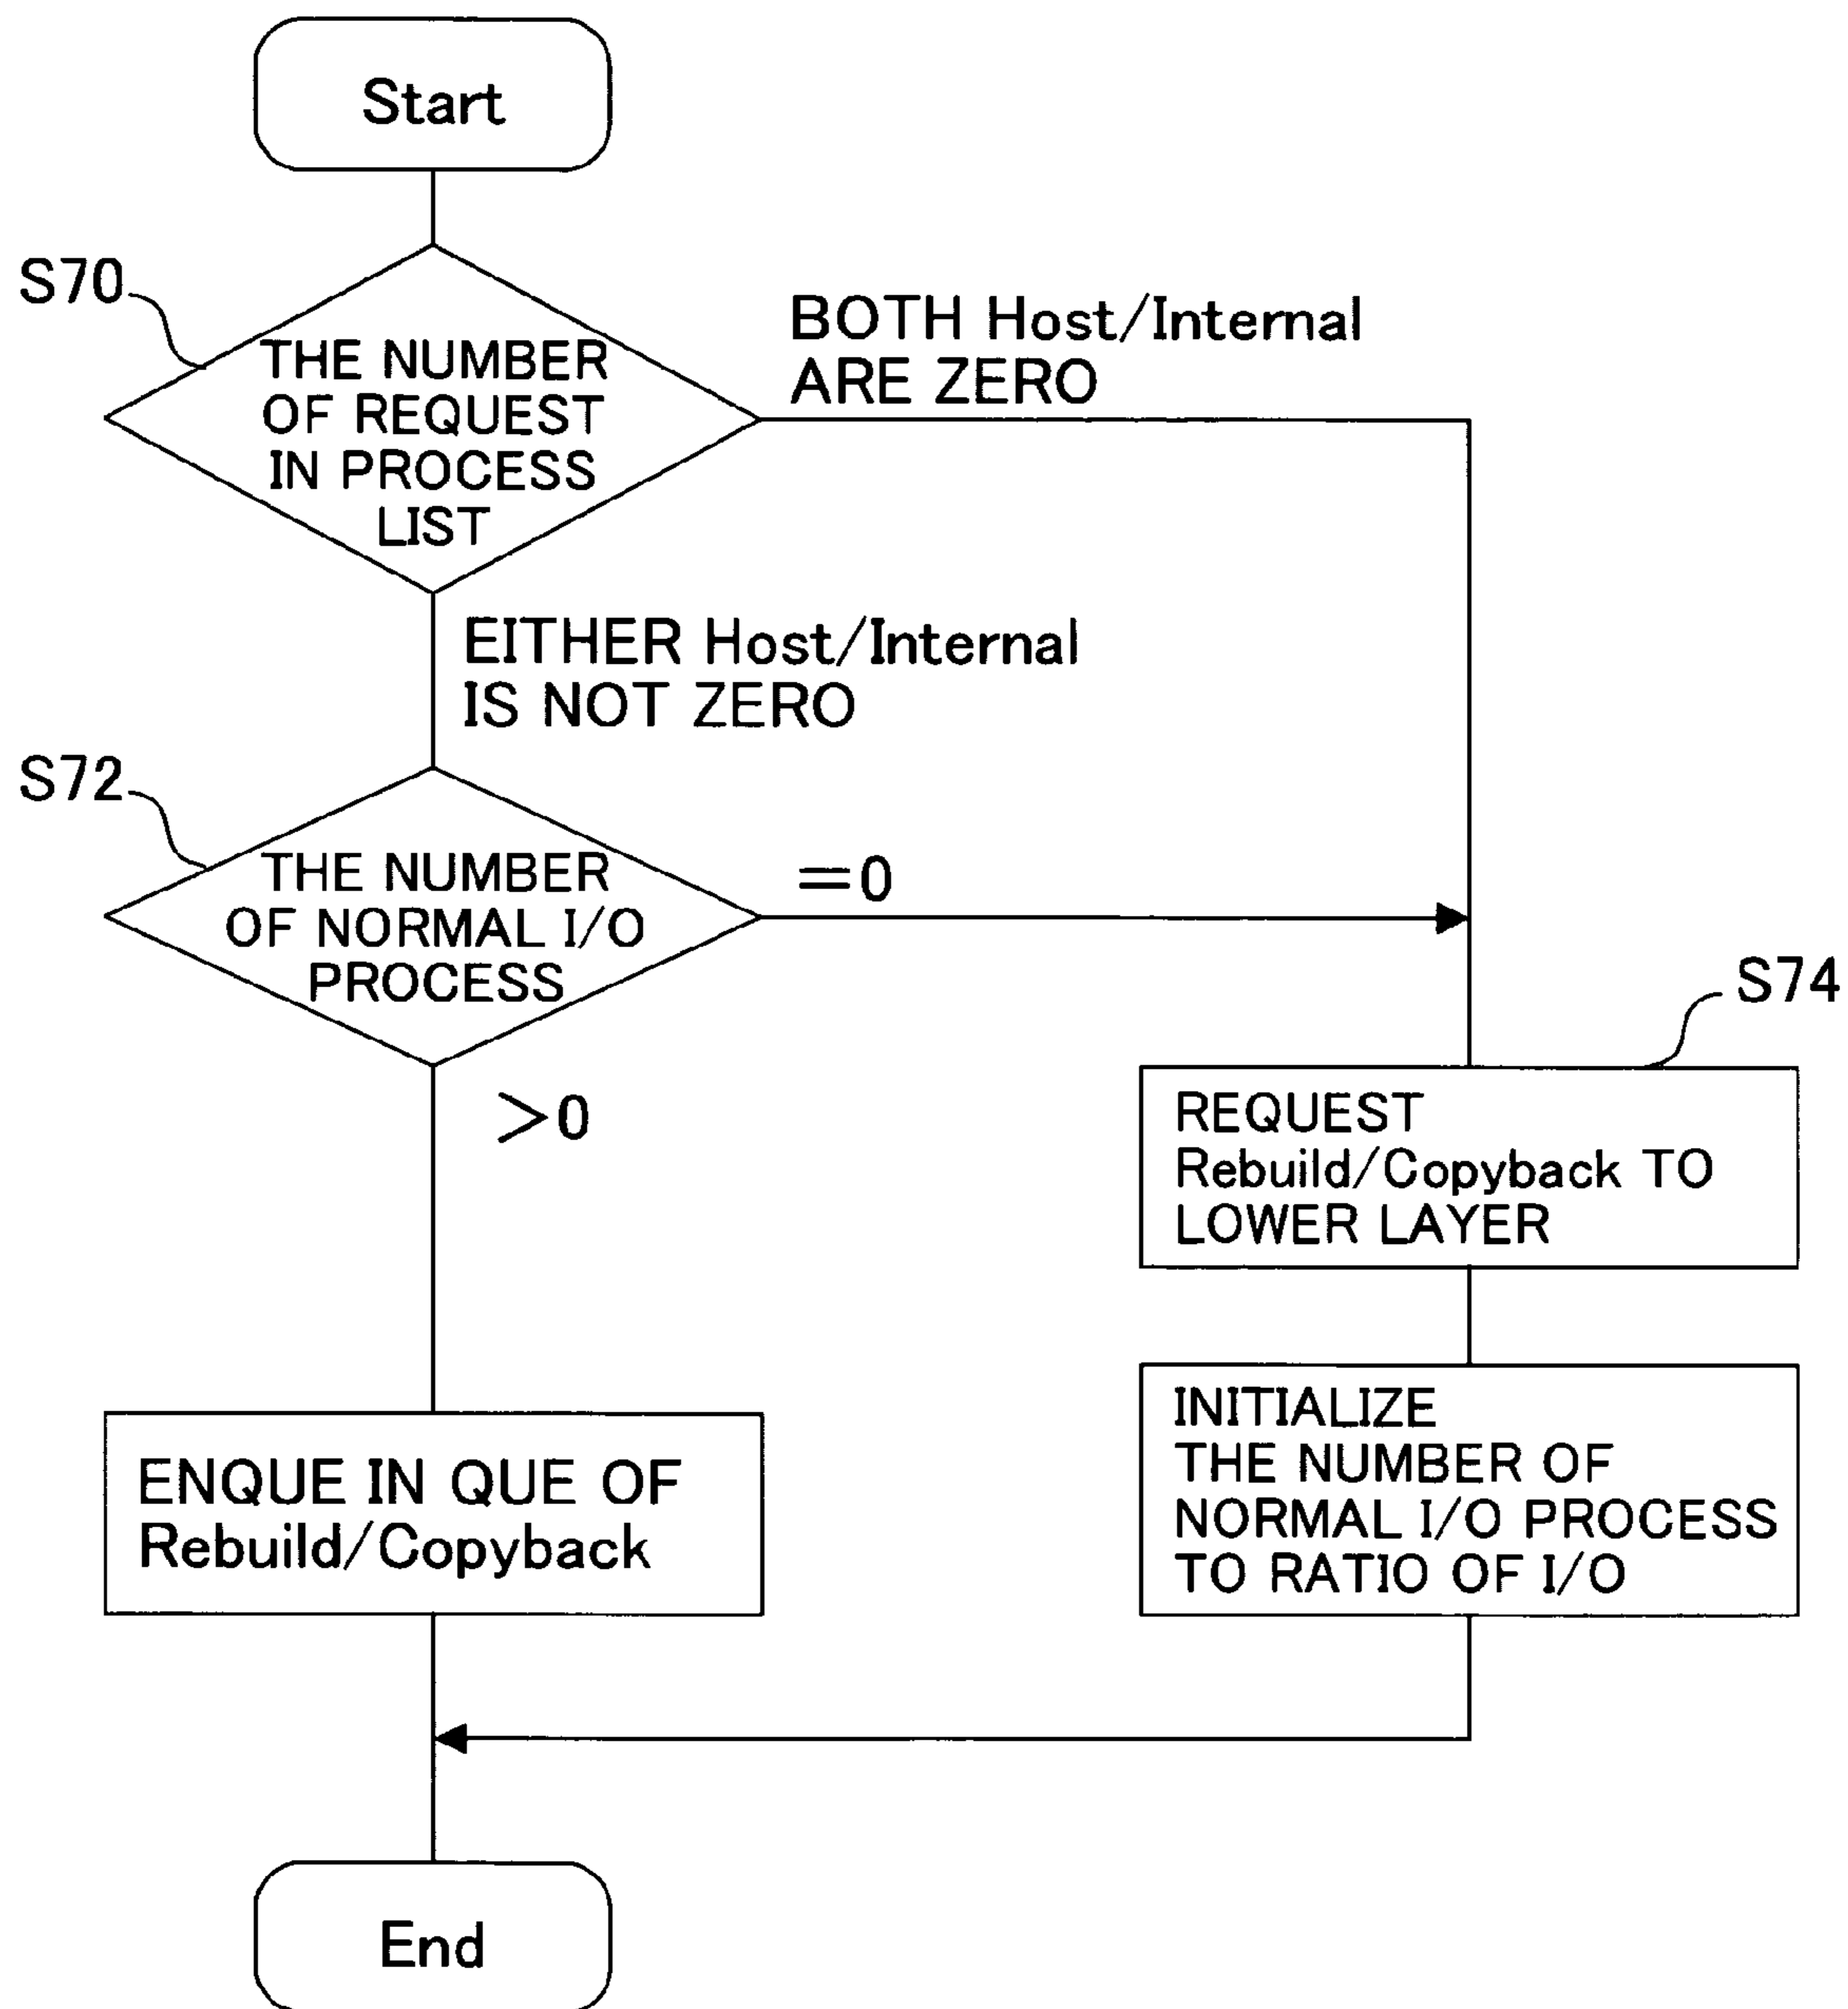 Start
S70
THE NUMBER
OF REQUEST
IN PROCESS
LIST
BOTH Host/Internal
ARE ZERO
EITHER Host/Internal
IS NOT ZERO
S72
THE NUMBER
OF NORMAL I/O
PROCESS
=0
>0
S74
REQUEST
Rebuild/Copyback TO
LOWER LAYER
INITIALIZE
THE NUMBER OF
NORMAL I/O PROCESS
TO RATIO OF I/O
ENQUE IN QUE OF
Rebuild/Copyback
End